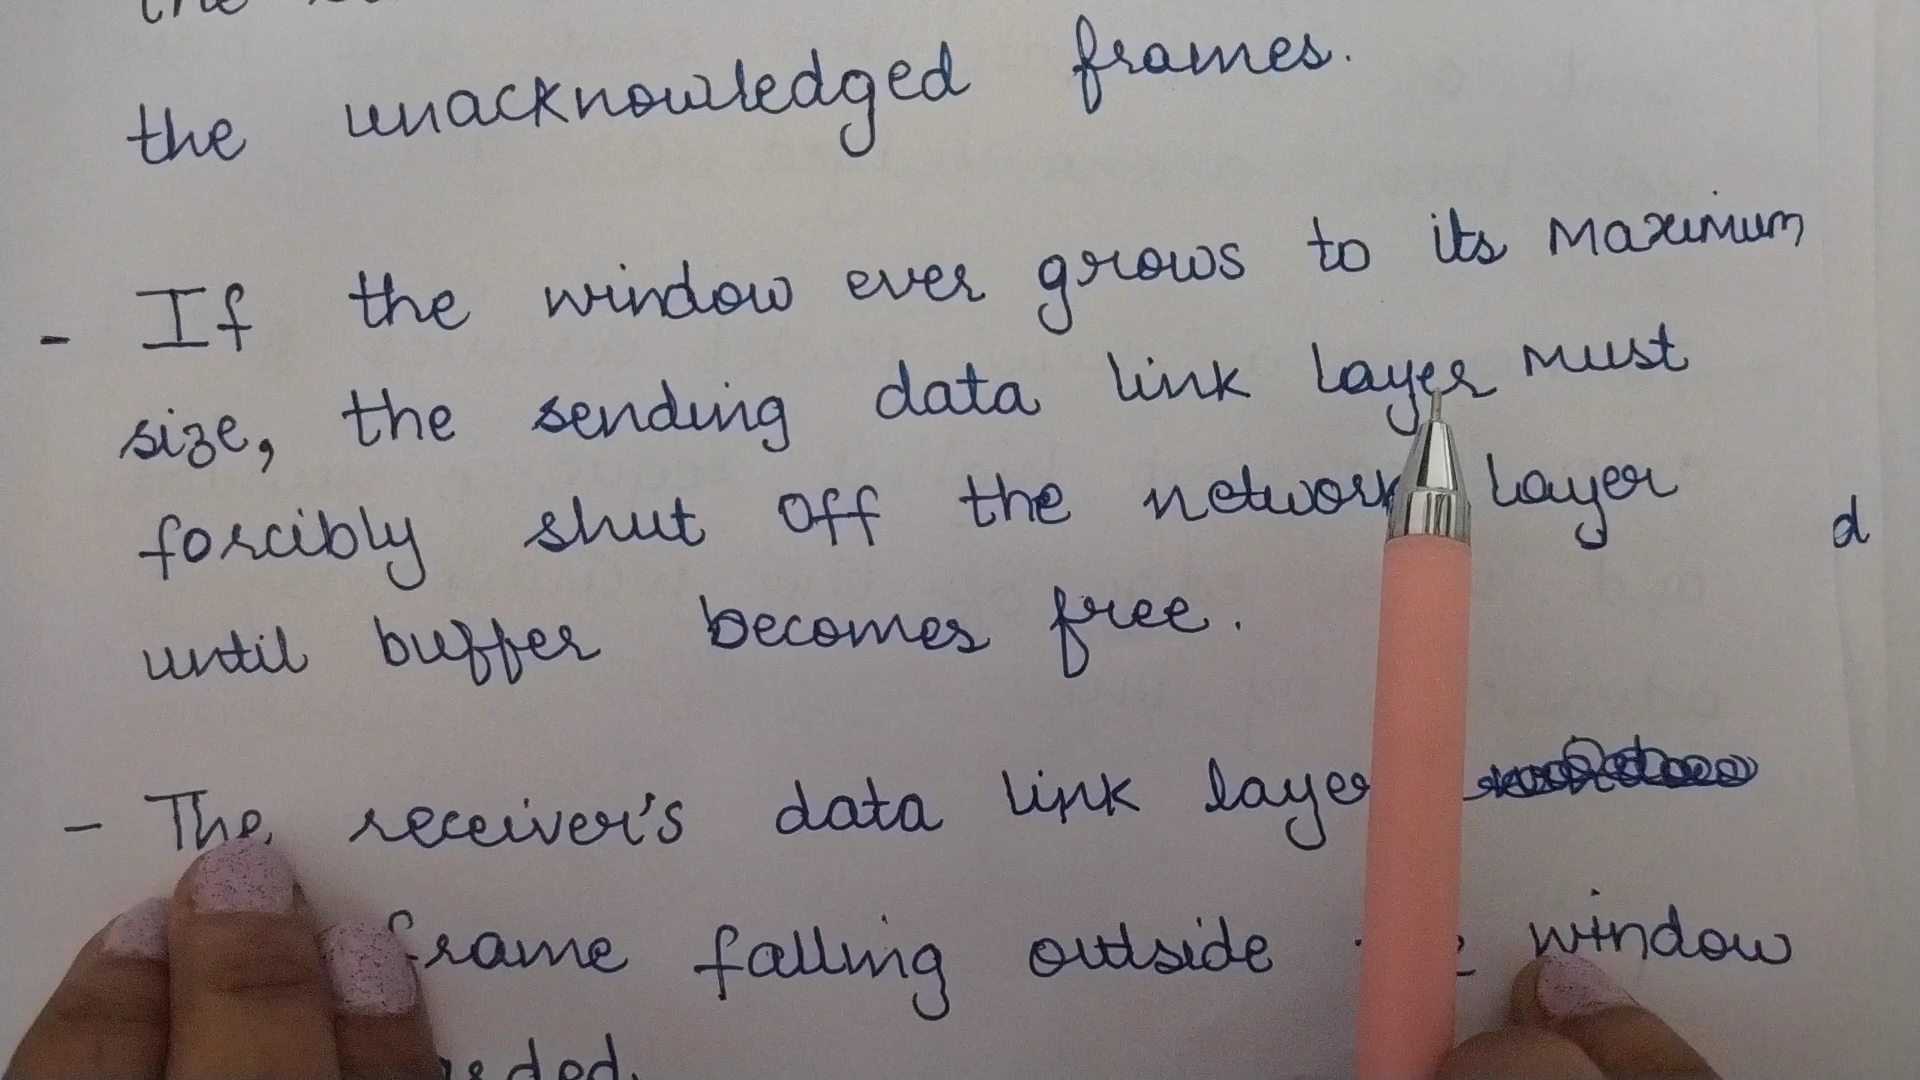 the
the unacknowledged frames.
- If the window ever grows to its maximum
size, the sending data link layer must
forcibly shut off the network layer
d
until buffer becomes free.
- The receiver's data link layer
frame falling outside window